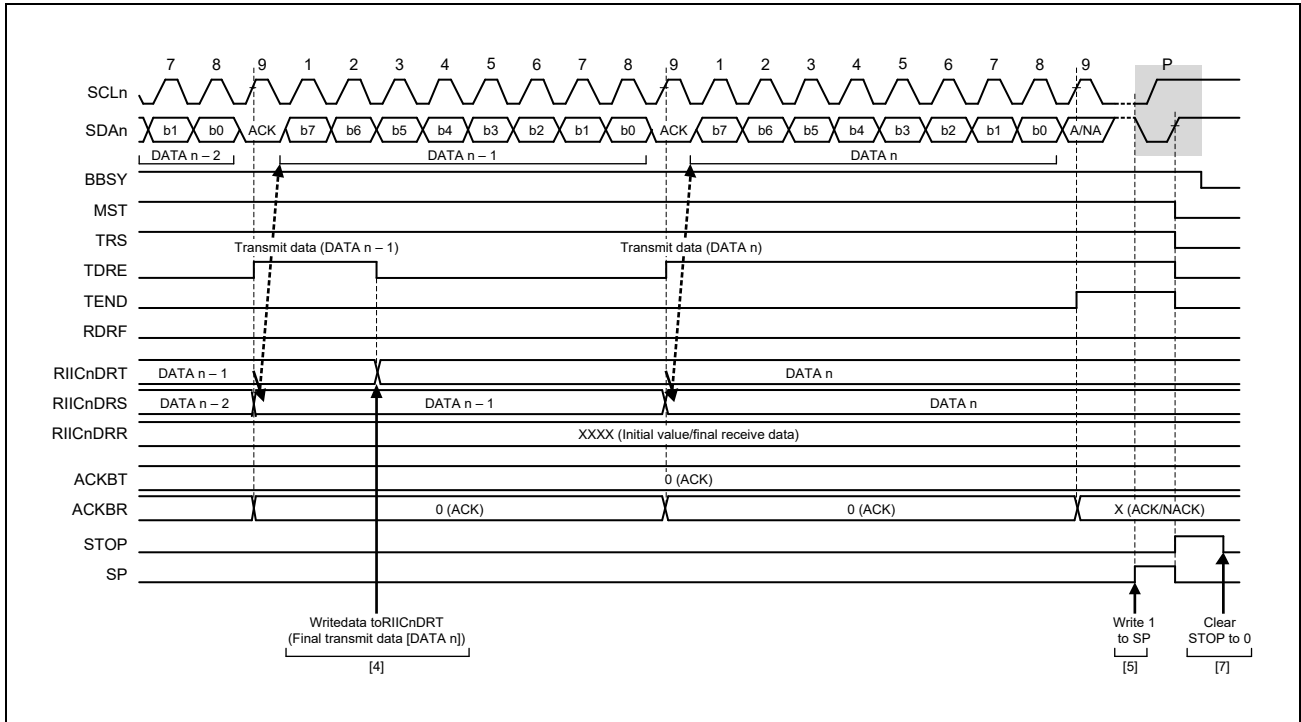 7 8 9 1 2 3 4 5 6 7 8 9 1 2 3 4 5 6 7 8 9 P
SCLn
SDAn b1 b0 ACK b7 b6 b5 b4 b3 b2 b1 b0 ACK b7 b6 b5 b4 b3 b2 b1 b0 A/NA
DATA n – 2 DATA n – 1 DATA n
BBSY
MST
TRS
Transmit data (DATA n – 1) Transmit data (DATA n)
TDRE
TEND
RDRF
RIICnDRT DATA n – 1 DATA n
RIICnDRS DATA n – 2 DATA n – 1 DATA n
RIICnDRR XXXX (Initial value/final receive data)
ACKBT 0 (ACK)
ACKBR 0 (ACK) 0 (ACK) X (ACK/NACK)
STOP
SP
Writedata toRIICnDRT Write 1 Clear
(Final transmit data [DATA n]) to SP STOP to 0
[4] [5] [7]